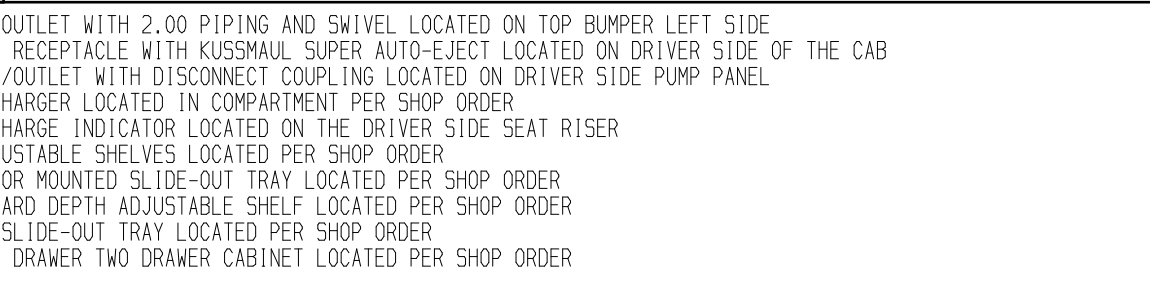 OUTLET WITH 2.00 PIPING AND SWIVEL LOCATED ON TOP BUMPER LEFT SIDE
RECEPTACLE WITH KUSSMAUL SUPER AUTO-EJECT LOCATED ON DRIVER SIDE OF THE CAB
/OUTLET WITH DISCONNECT COUPLING LOCATED ON DRIVER SIDE PUMP PANEL
HARGER LOCATED IN COMPARTMENT PER SHOP ORDER
HARGE INDICATOR LOCATED ON THE DRIVER SIDE SEAT RISER
USTABLE SHELVES LOCATED PER SHOP ORDER
OR MOUNTED SLIDE-OUT TRAY LOCATED PER SHOP ORDER
ARD DEPTH ADJUSTABLE SHELF LOCATED PER SHOP ORDER
SLIDE-OUT TRAY LOCATED PER SHOP ORDER
DRAWER TWO DRAWER CABINET LOCATED PER SHOP ORDER